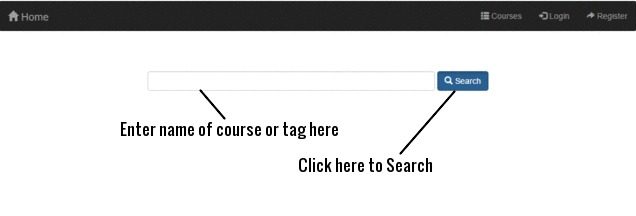 Home Courses Login Register
Search
Enter name of course or tag here
Click here to Search